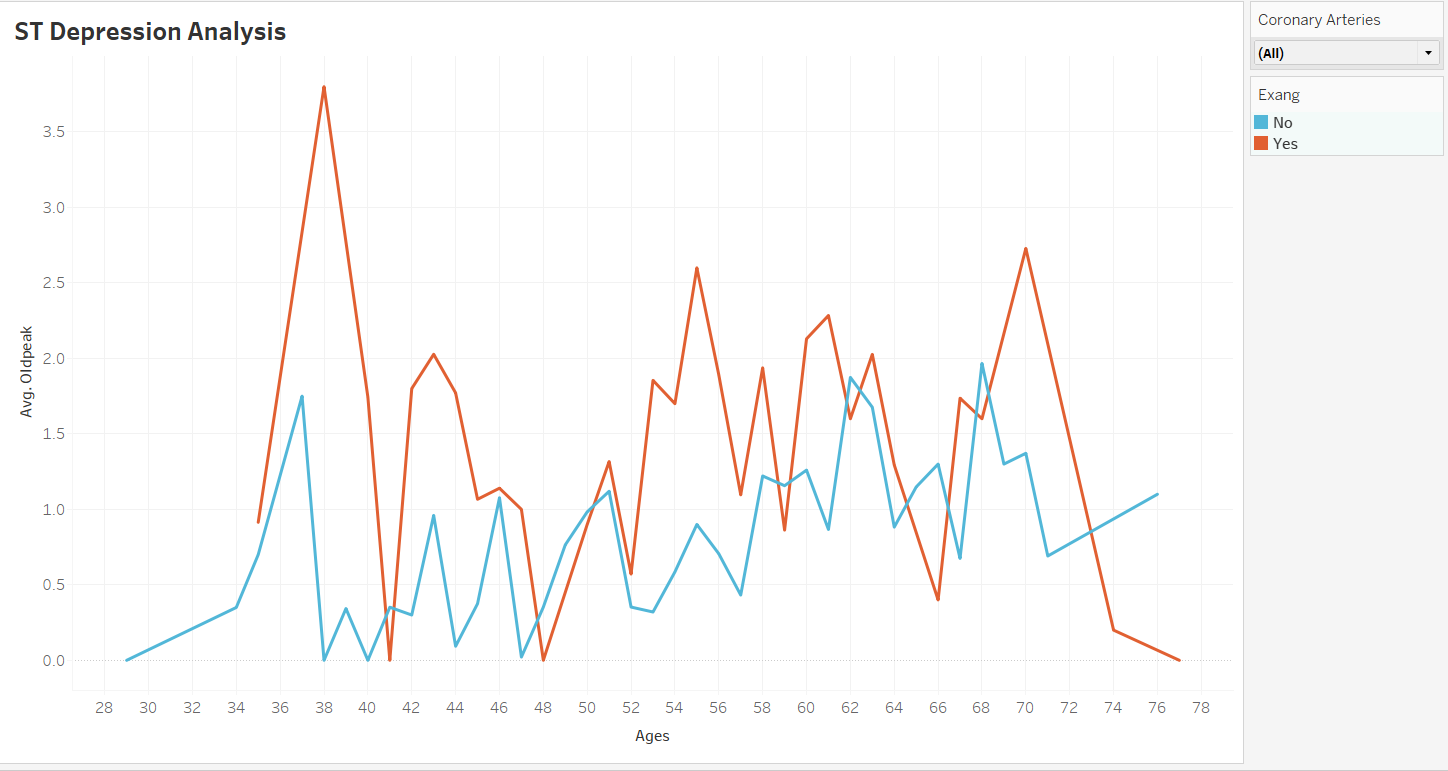 ST Depression Analysis
Coronary Arteries
(All)
Exang
No
Yes
3.5
3.0
2.5
2.0
1.5
1.0
0.5
0.0
Avg. Oldpeak
28 30 32 34 36 38 40 42 44 46 48 50 52 54 56 58 60 62 64 66 68 70 72 74 76 78
Ages